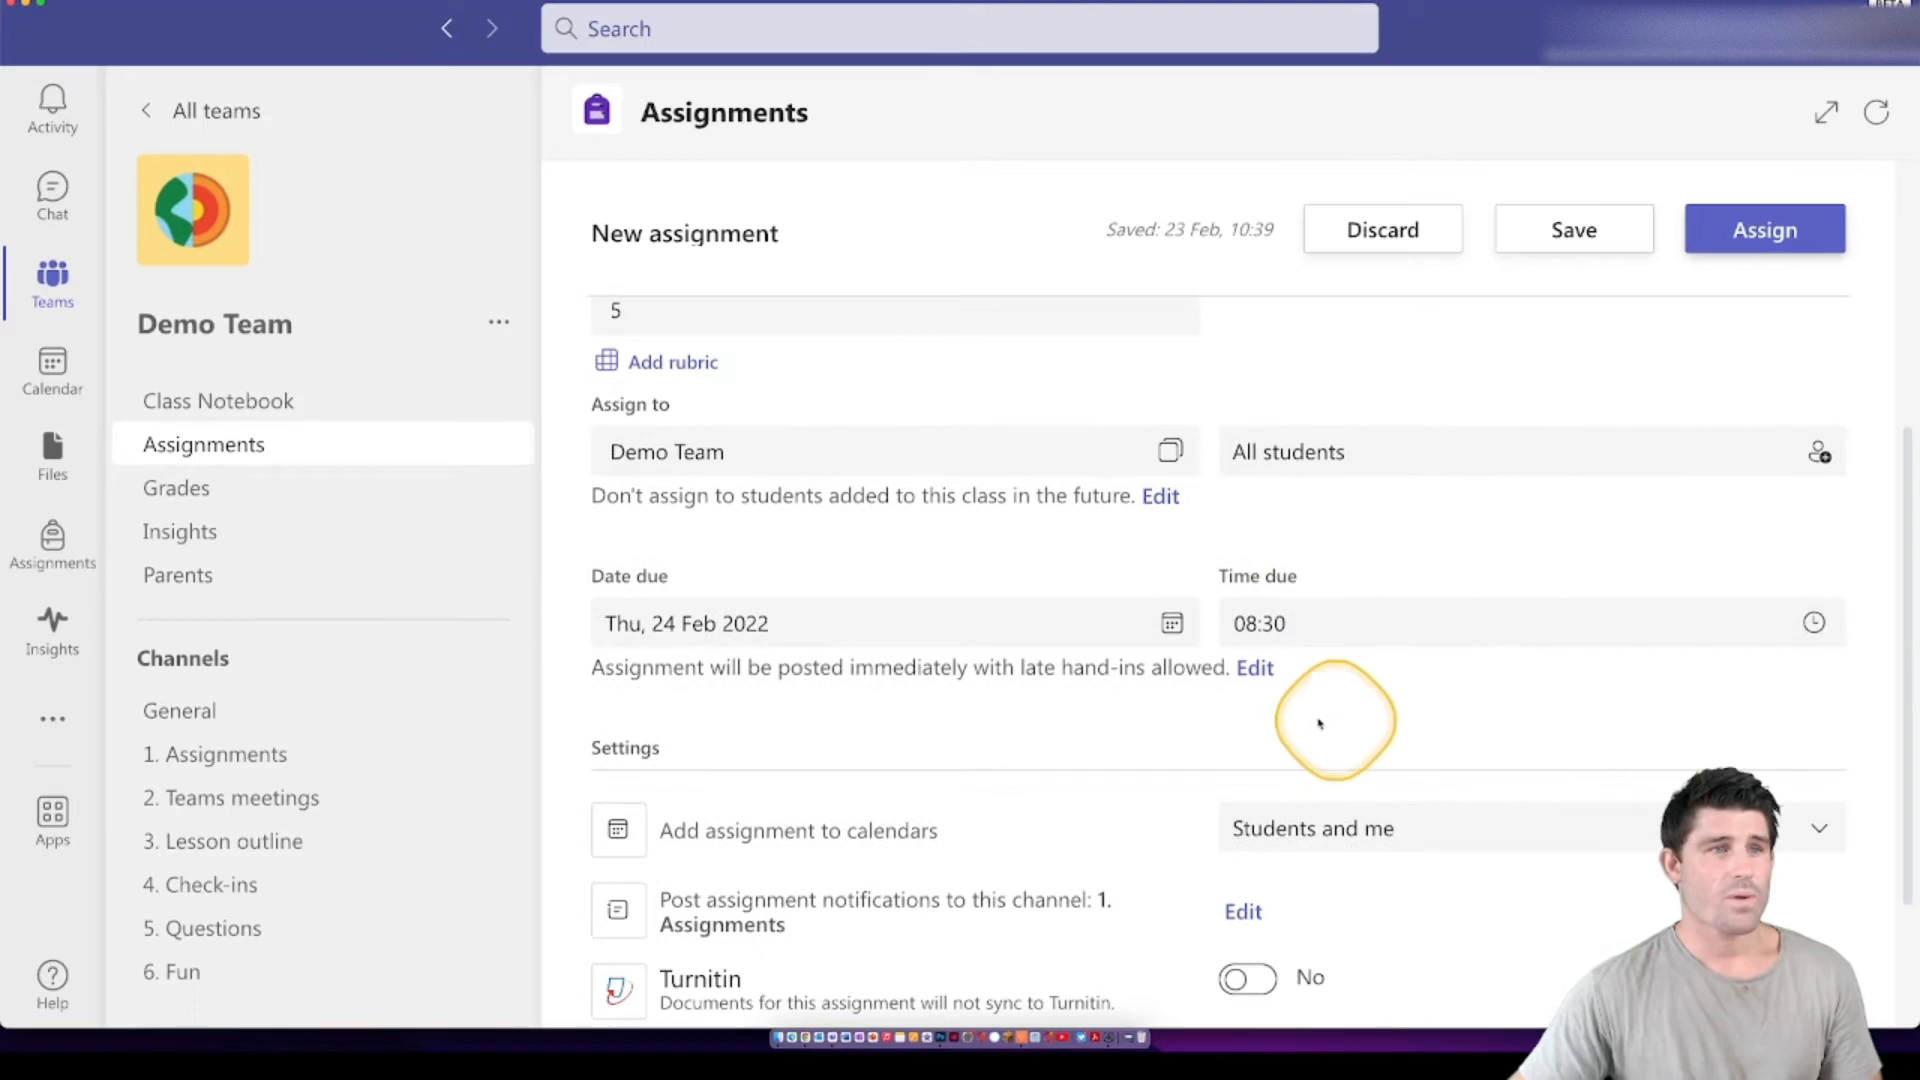 BETA
Search
Activity
Chat
Teams
Calendar
Files
Assignments
Insights
Apps
Help
All teams
Demo Team
Class Notebook
Assignments
Grades
Insights
Parents
Channels
General
1. Assignments
2. Teams meetings
3. Lesson outline
4. Check-ins
5. Questions
6. Fun
Assignments
New assignment
Saved: 23 Feb, 10:39
Discard
Save
Assign
5
Add rubric
Assign to
Demo Team
All students
Don't assign to students added to this class in the future. Edit
Date due
Time due
Thu, 24 Feb 2022
08:30
Assignment will be posted immediately with late hand-ins allowed. Edit
Settings
Add assignment to calendars
Students and me
Post assignment notifications to this channel: 1.
Assignments
Edit
Turnitin
Documents for this assignment will not sync to Turnitin.
No